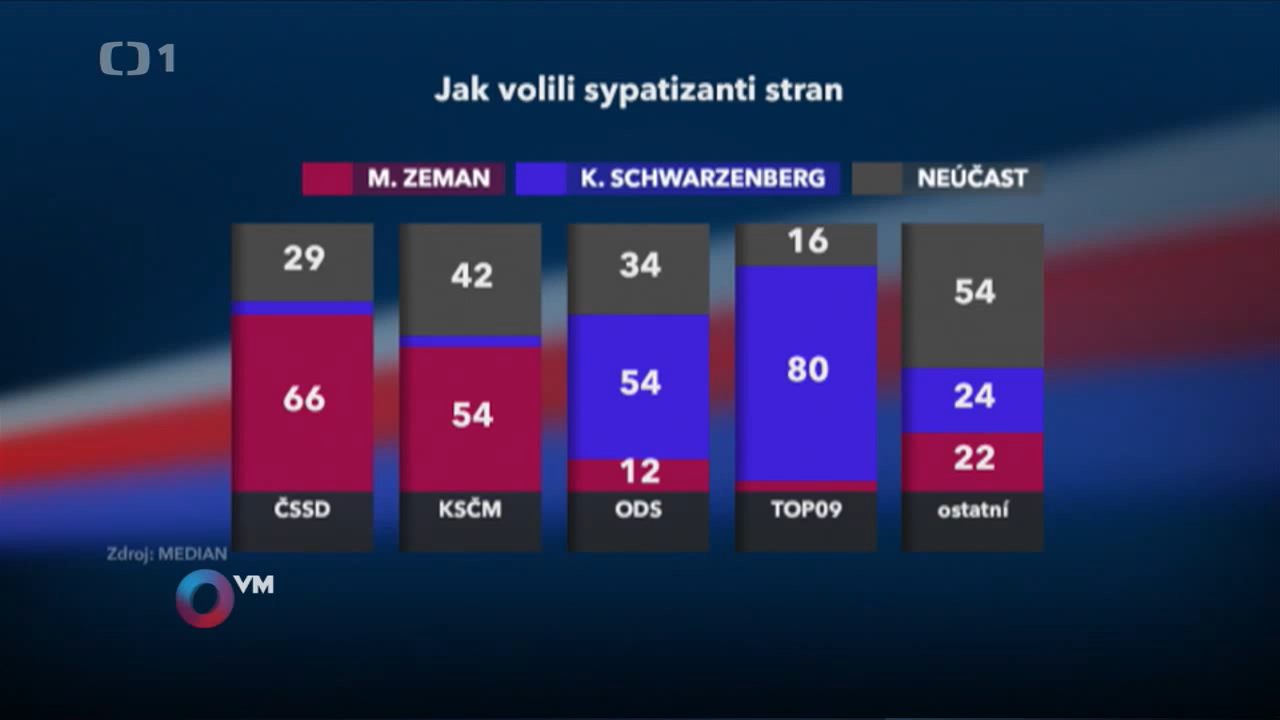 1
Jak volili sypatizanti stran
M. ZEMAN K. SCHWARZENBERG NEÚČAST
29 42 34 16 54
66 54 54 80 24
12 22
ČSSD KSČM ODS TOP09 ostatní
Zdroj: MEDIAN
VM